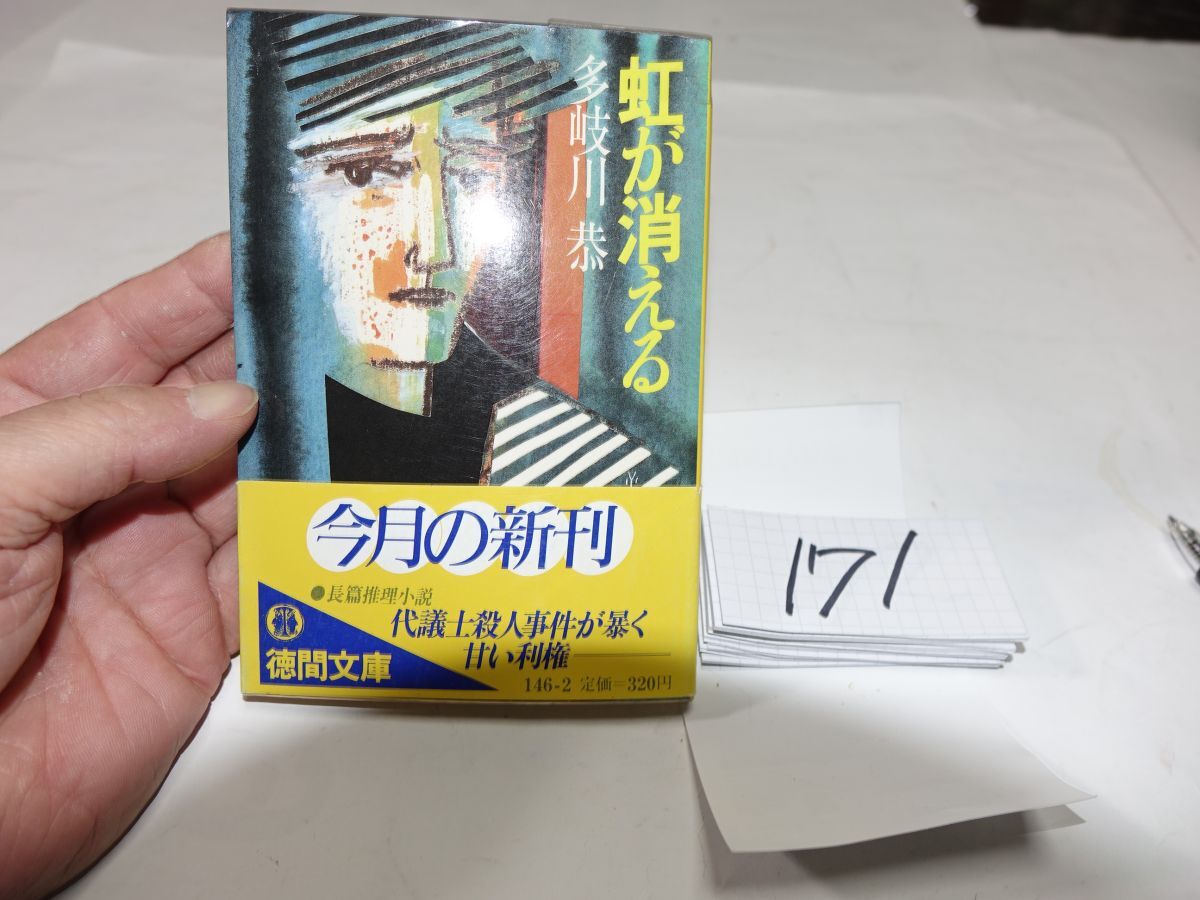 虹が消える
多岐川 恭
今月の新刊
●長篇推理小説
代議士殺人事件が暴く
甘い利権──
徳間文庫
146-2 定価=320円
171